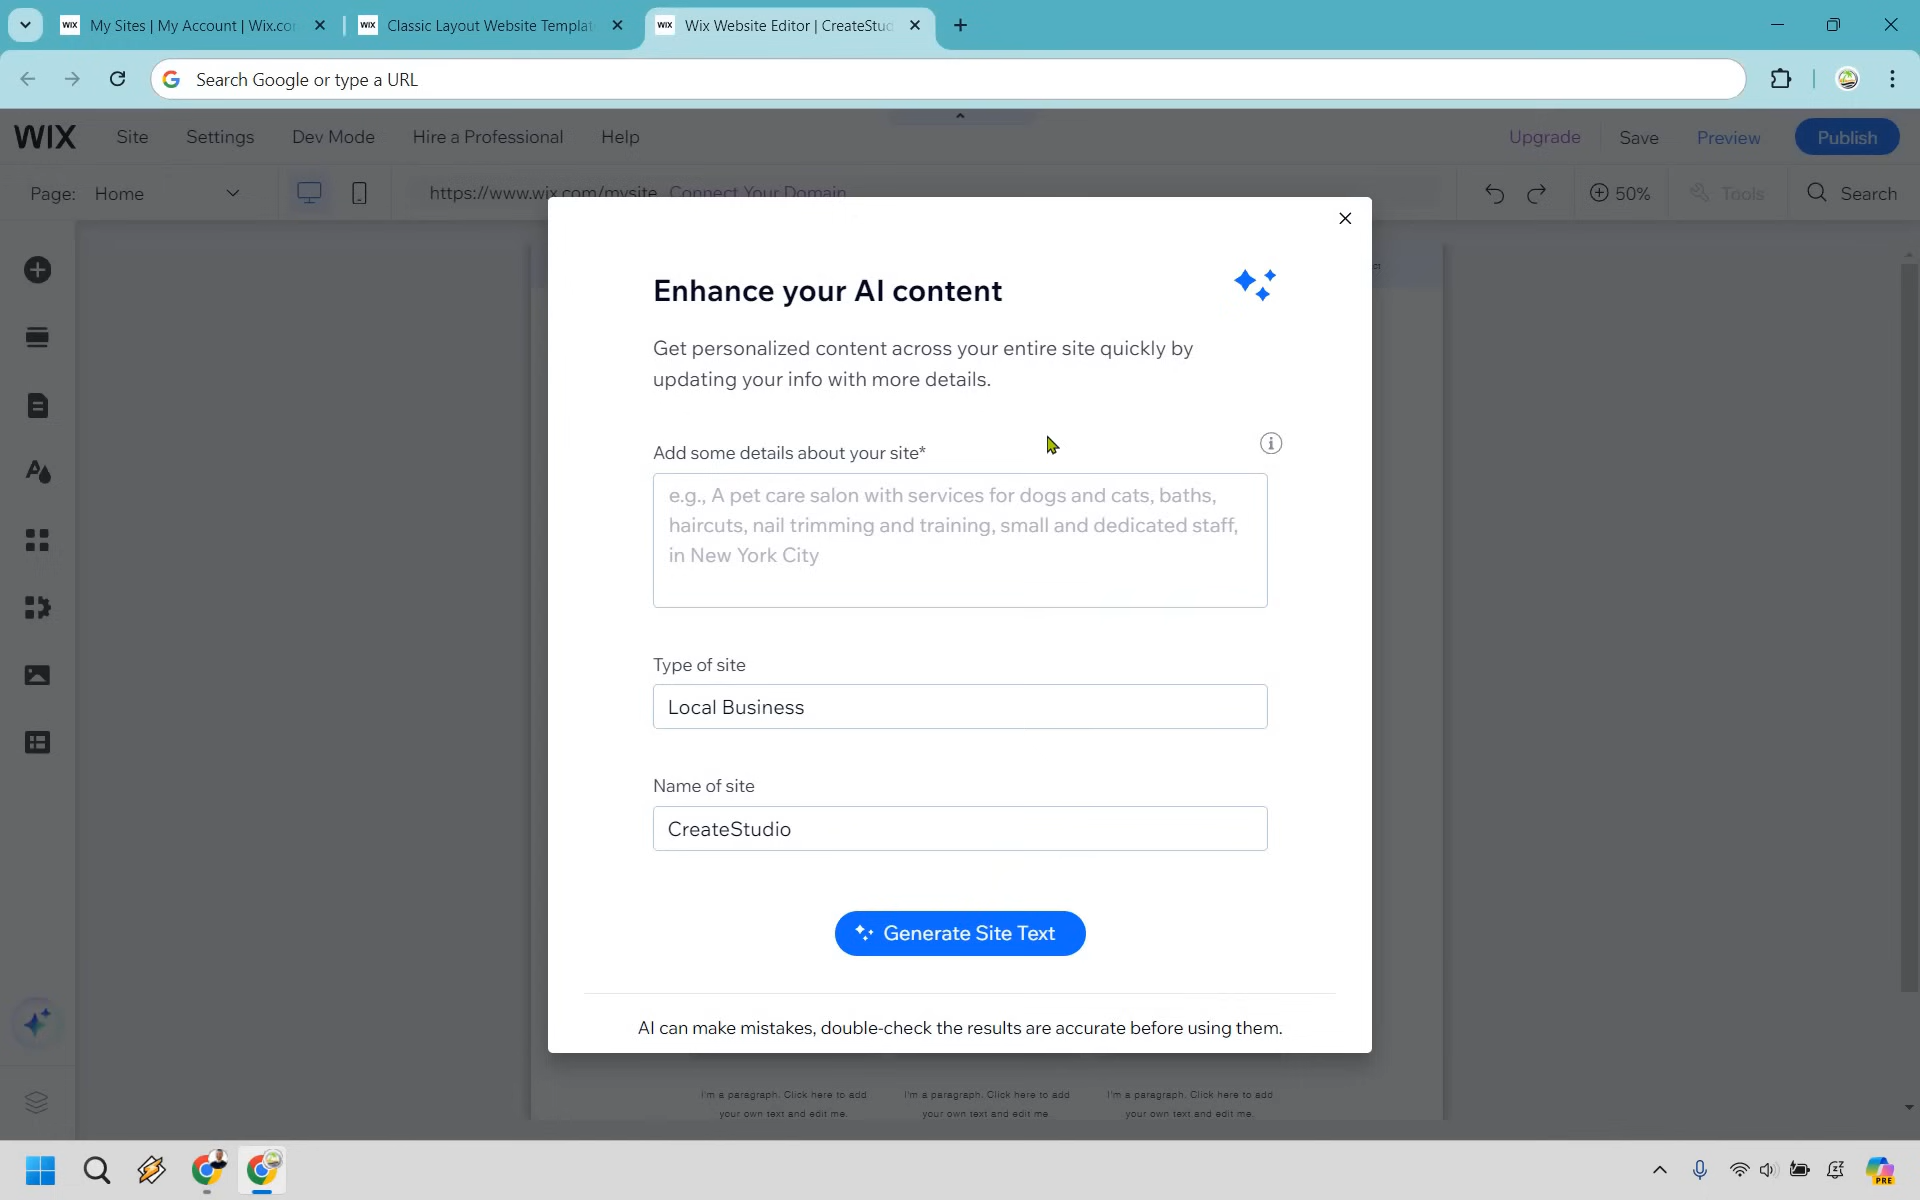 WIX My Sites | My Account | Wix.co
WIX Classic Layout Website Templat
WIX Wix Website Editor | CreateStu
Search Google or type a URL
WIX Site Settings Dev Mode Hire a Professional Help Upgrade Save Preview Publish
Page: Home https://www.wix.com/mysite Connect Your Domain 50% Tools Search
Enhance your AI content
Get personalized content across your entire site quickly by
updating your info with more details.
Add some details about your site*
e.g., A pet care salon with services for dogs and cats, baths,
haircuts, nail trimming and training, small and dedicated staff,
in New York City
Type of site
Local Business
Name of site
CreateStudio
Generate Site Text
AI can make mistakes, double-check the results are accurate before using them.
I'm a paragraph. Click here to add I'm a paragraph. Click here to add I'm a paragraph. Click here to add
your own text and edit me. your own text and edit me. your own text and edit me.
PRE